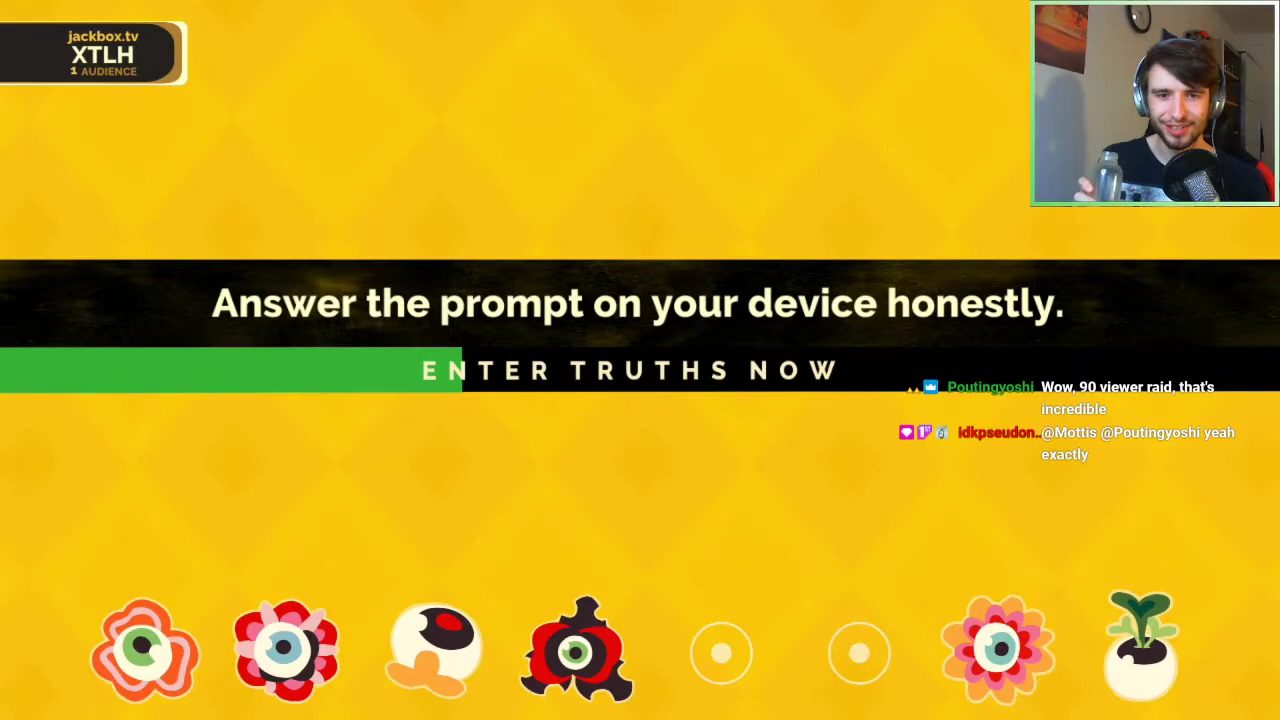 jackbox.tv
XTLH
1 AUDIENCE
Answer the prompt on your device honestly.
ENTER TRUTHS NOW
Poutingyoshi Wow, 90 viewer raid, that's
incredible
idkpseudon.. @Mottis @Poutingyoshi yeah
exactly